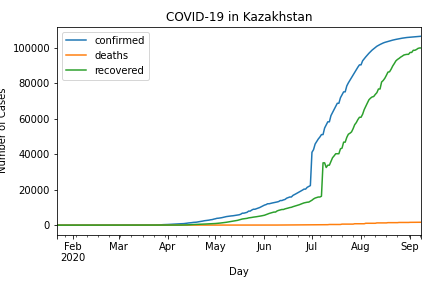 COVID-19 in Kazakhstan
confirmed
deaths
recovered
Number of Cases
100000
80000
60000
40000
20000
0
Feb
2020
Mar
Apr
May
Jun
Jul
Aug
Sep
Day